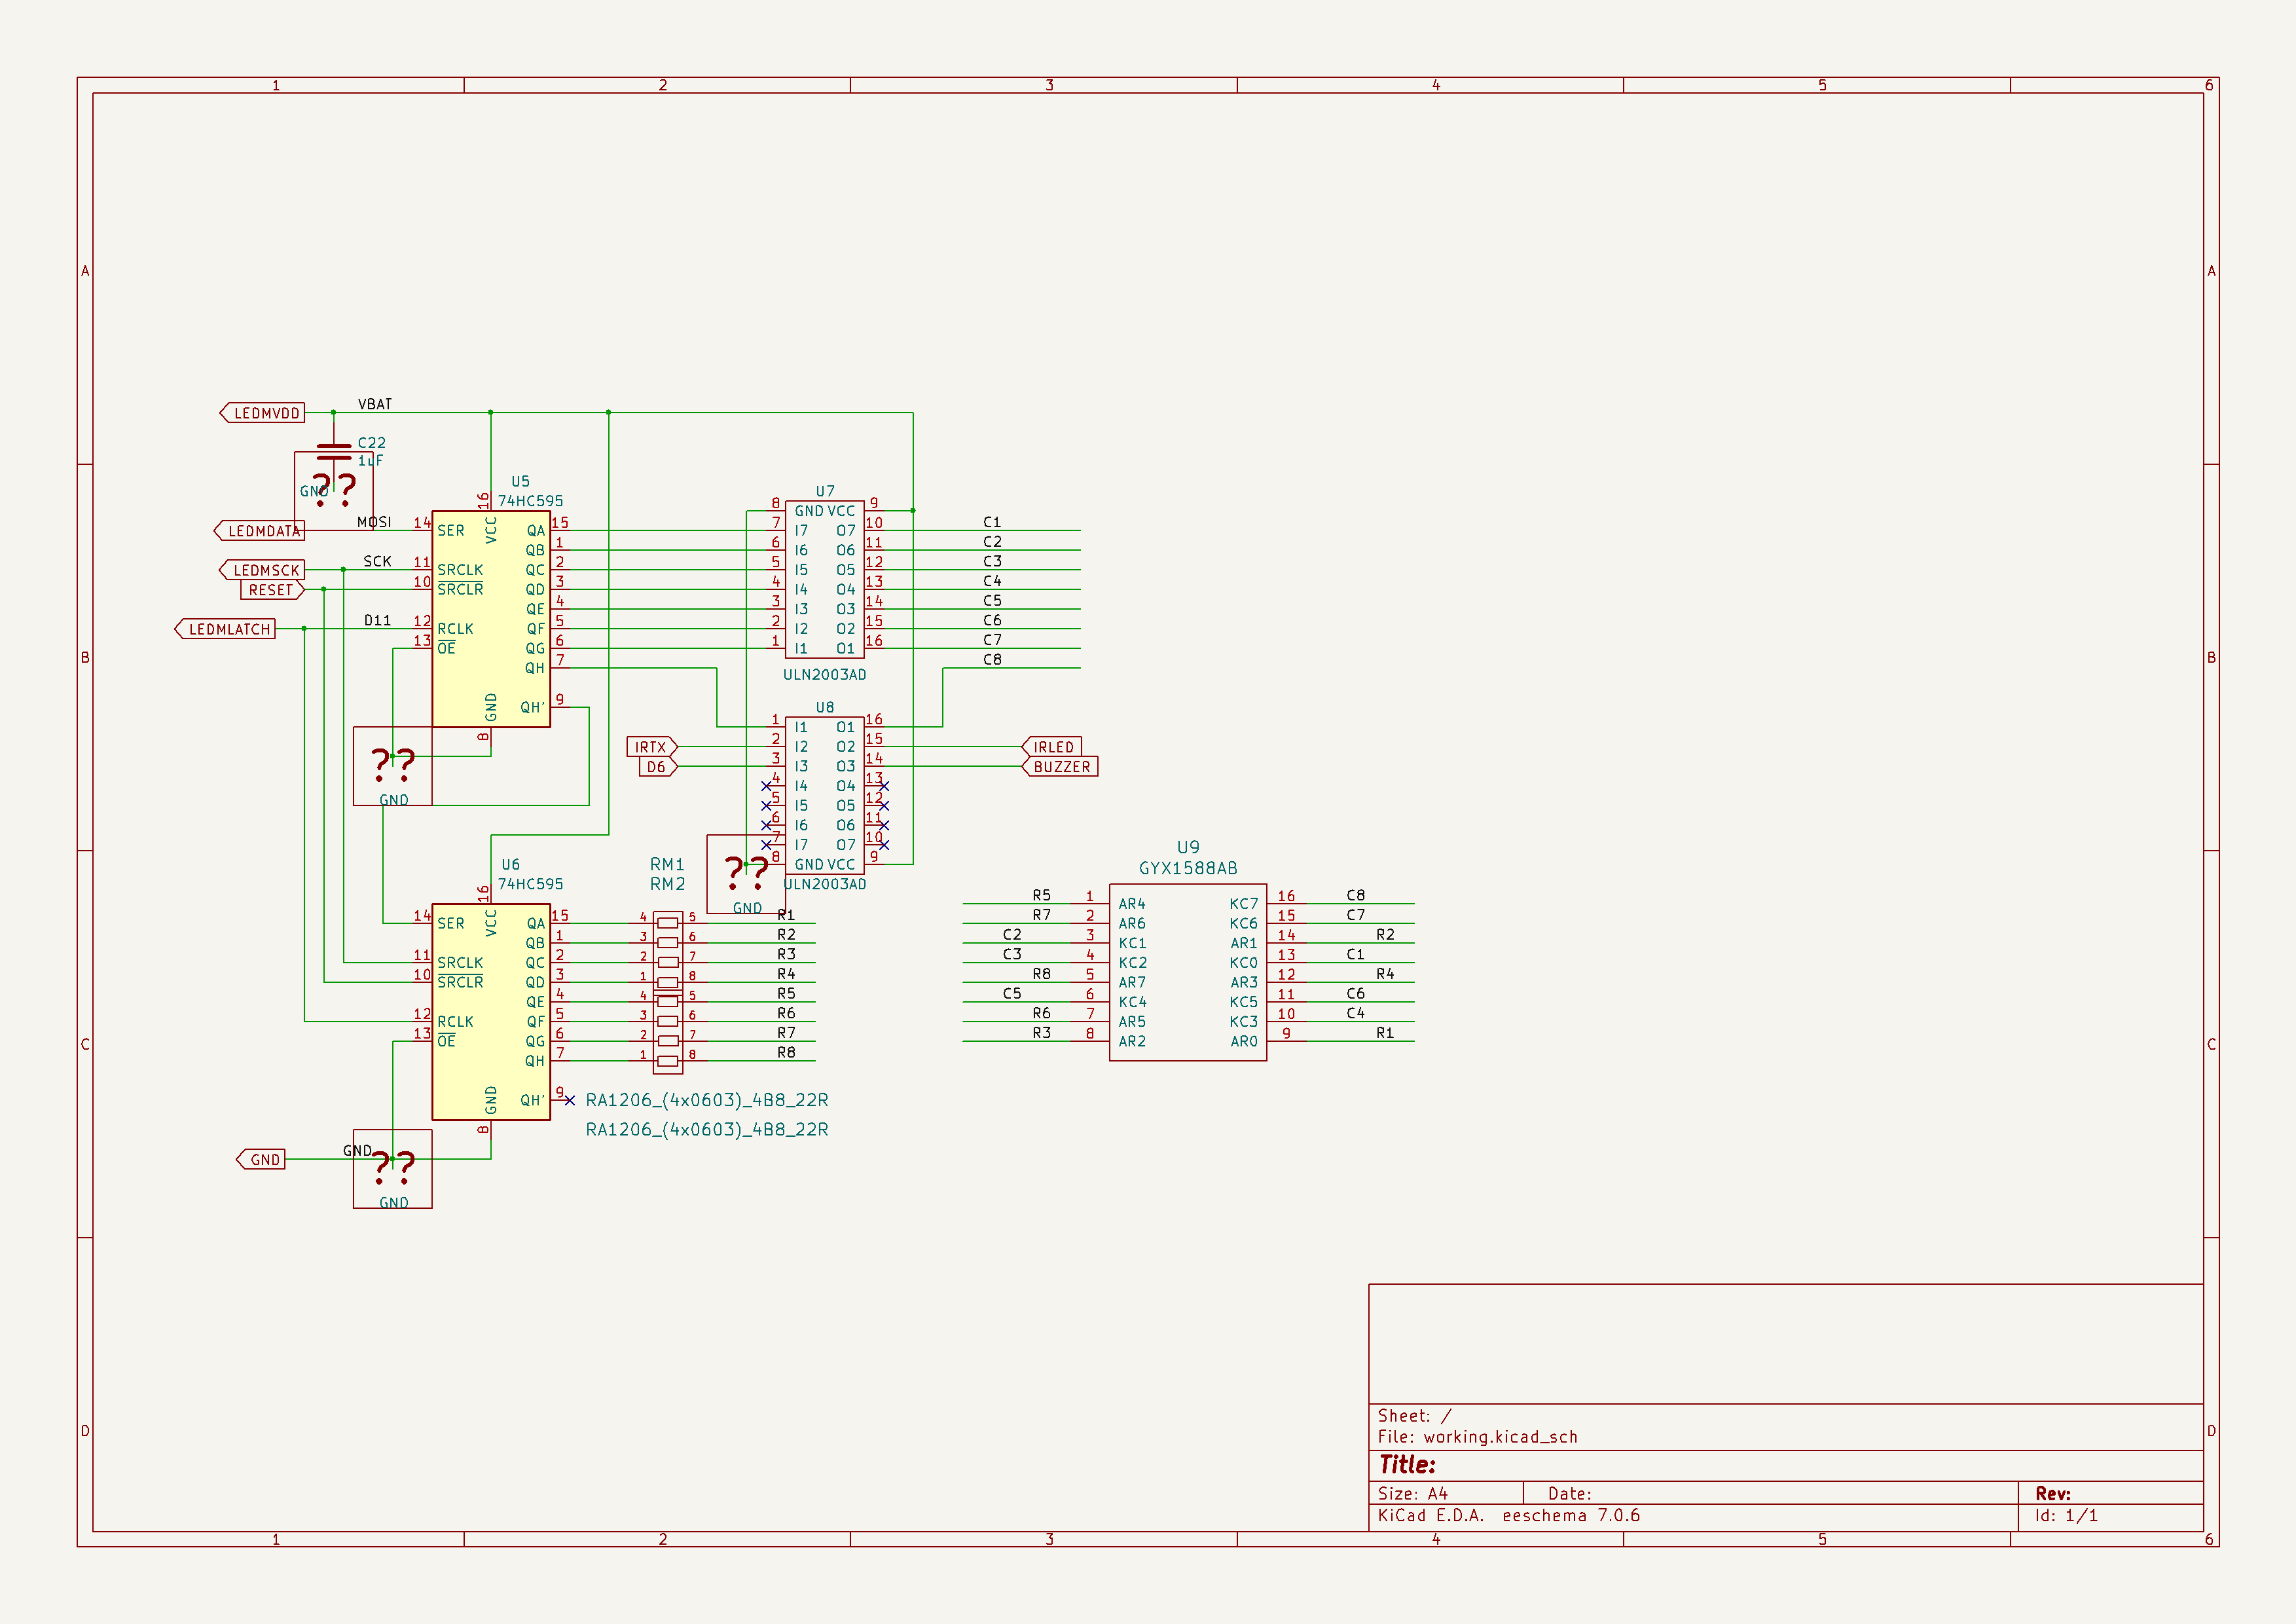 1 2 3 4 5 6
A A
B B
C C
D D
LEDMVDD VBAT
C22
1uF
??
GND
LEDMDATA MOSI
LEDMSCK SCK
RESET
LEDMLATCH D11
U5
74HC595
16
VCC
14 SER QA 15
QB 1
11 SRCLK QC 2
10 SRCLR QD 3
QE 4
12 RCLK QF 5
13 OE QG 6
QH 7
GND QH' 9
8
??
GND
U7
8 GND VCC 9
7 I7 O7 10 C1
6 I6 O6 11 C2
5 I5 O5 12 C3
4 I4 O4 13 C4
3 I3 O3 14 C5
2 I2 O2 15 C6
1 I1 O1 16 C7
C8
ULN2003AD
U8
1 I1 O1 16
IRTX 2 I2 O2 15 IRLED
D6 3 I3 O3 14 BUZZER
4 I4 O4 13
5 I5 O5 12
6 I6 O6 11
7 I7 O7 10
8 GND VCC 9
ULN2003AD
??
GND
U6
74HC595
16
VCC
14 SER QA 15
QB 1
11 SRCLK QC 2
10 SRCLR QD 3
QE 4
12 RCLK QF 5
13 OE QG 6
QH 7
GND QH' 9
8
GND GND
??
GND
RM1
RM2
4 5 R1
3 6 R2
2 7 R3
1 8 R4
4 5 R5
3 6 R6
2 7 R7
1 8 R8
RA1206_(4x0603)_4B8_22R
RA1206_(4x0603)_4B8_22R
U9
GYX1588AB
R5 1 AR4 KC7 16 C8
R7 2 AR6 KC6 15 C7
C2 3 KC1 AR1 14 R2
C3 4 KC2 KC0 13 C1
R8 5 AR7 AR3 12 R4
C5 6 KC4 KC5 11 C6
R6 7 AR5 KC3 10 C4
R3 8 AR2 AR0 9 R1
Sheet: /
File: working.kicad_sch
Title:
Size: A4 Date: Rev:
KiCad E.D.A. eeschema 7.0.6 Id: 1/1
1 2 3 4 5 6